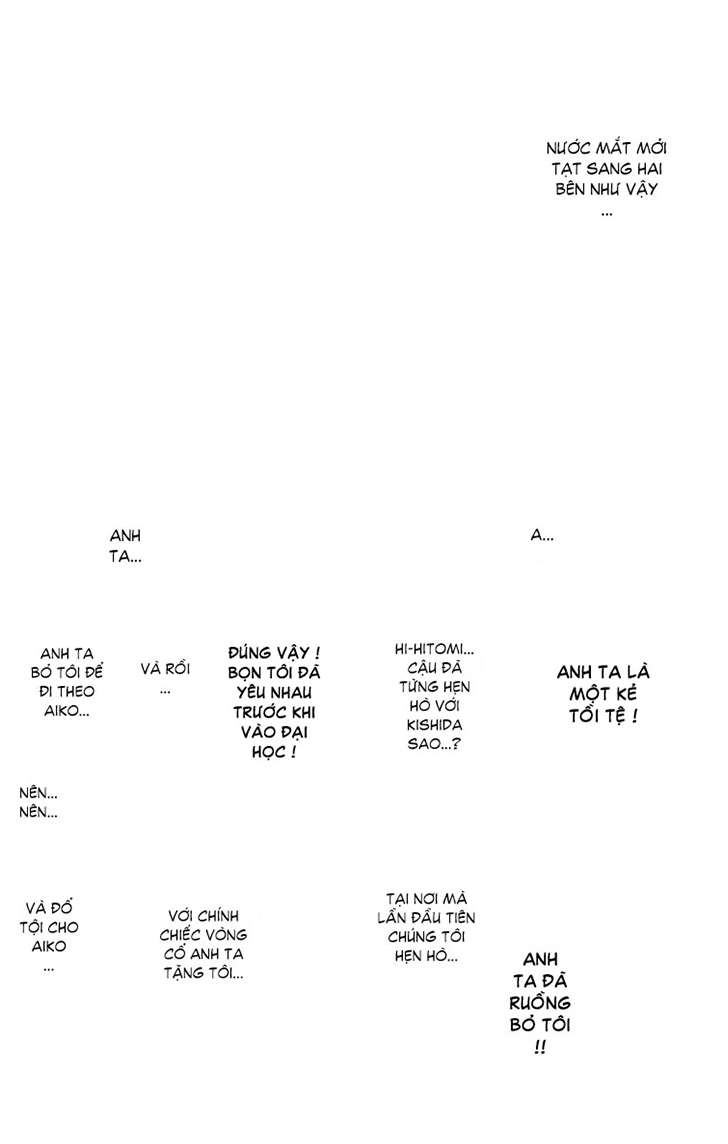 NƯỚC MẮT MỚI
TẠT SANG HAI
BÊN NHƯ VẬY
...
A...
ANH
TA...
ANH TA LÀ
MỘT KẺ
TỒI TỆ !
HI-HITOMI...
CẬU ĐÃ
TỪNG HẸN
HÒ VỚI
KISHIDA
SAO...?
ĐÚNG VẬY !
BỌN TÔI ĐÃ
YÊU NHAU
TRƯỚC KHI
VÀO ĐẠI
HỌC !
VÀ RỒI
...
ANH TA
BỎ TÔI ĐỂ
ĐI THEO
AIKO...
NÊN...
NÊN...
ANH
TA ĐÃ
RUỒNG
BỎ TÔI
!!
TẠI NƠI MÀ
LẦN ĐẦU TIÊN
CHÚNG TÔI
HẸN HÒ...
VỚI CHÍNH
CHIẾC VÒNG
CỔ ANH TA
TẶNG TÔI...
VÀ ĐỔ
TỘI CHO
AIKO
...